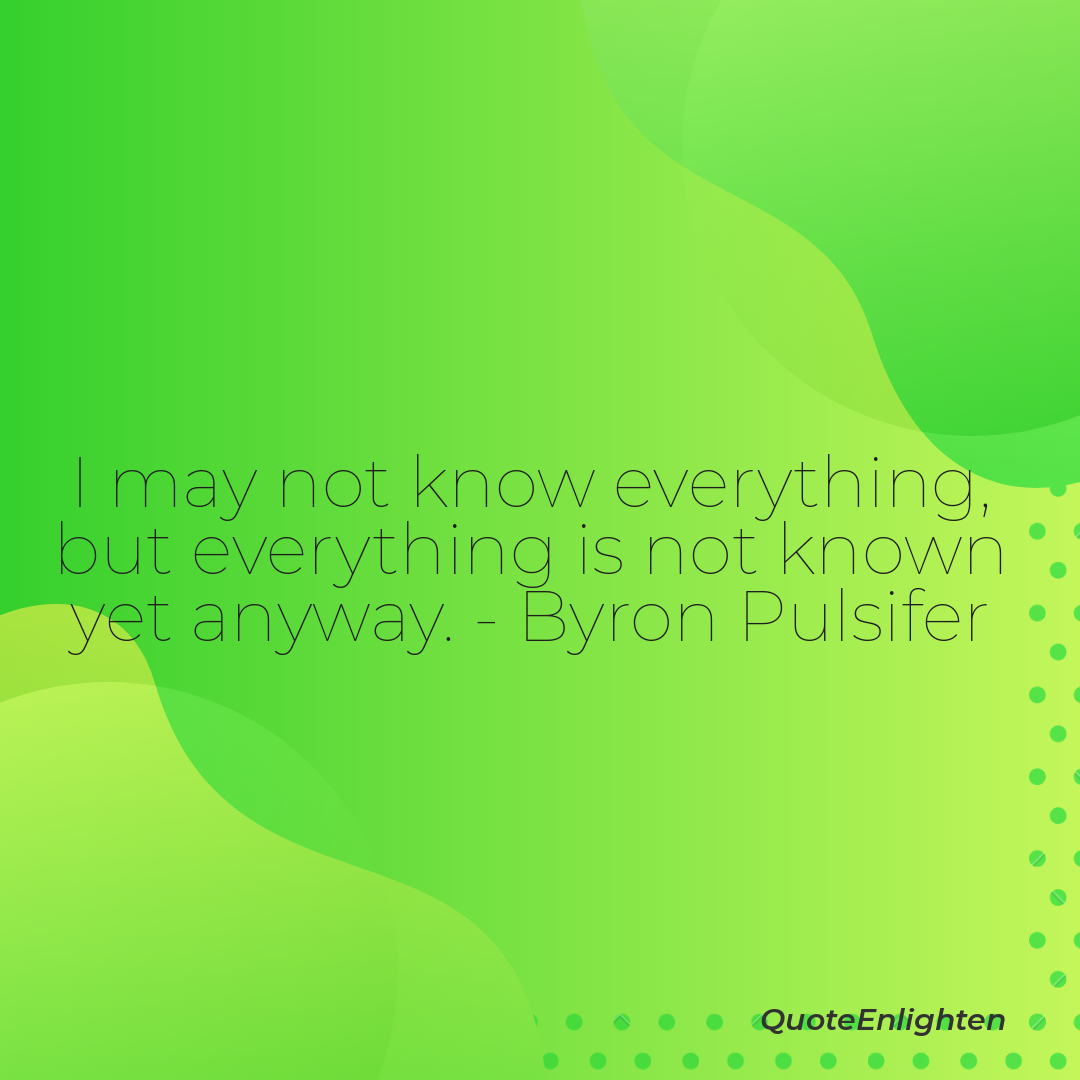 I may not know everything,
but everything is not known
yet anyway. - Byron Pulsifer
QuoteEnlighten